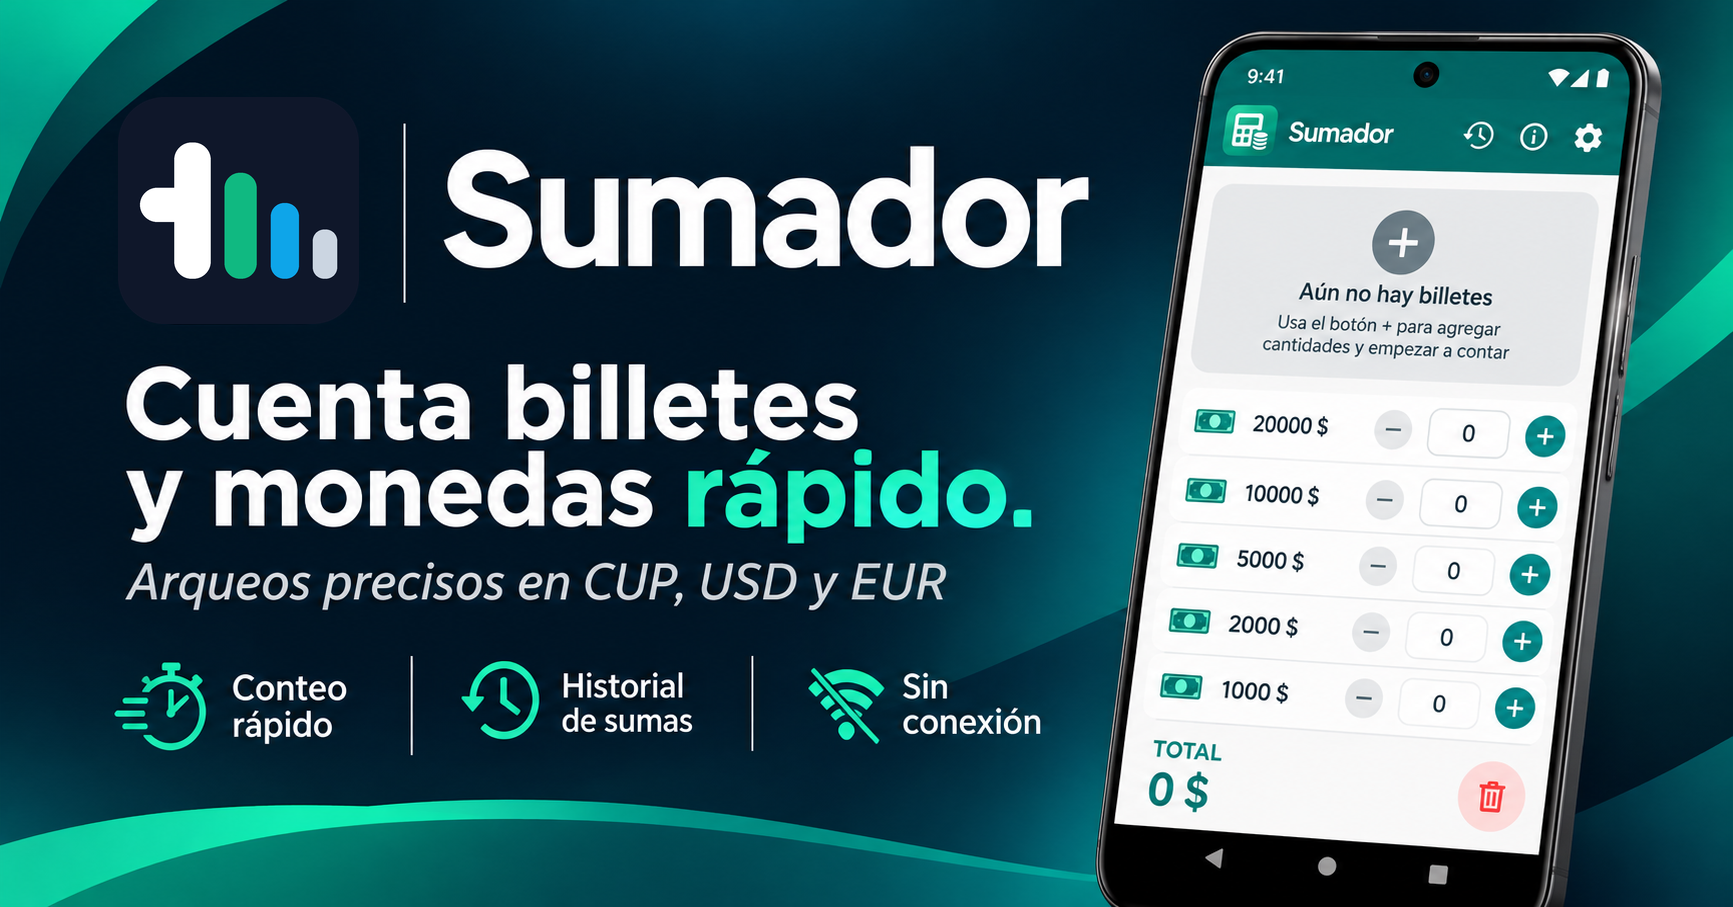 Sumador
Cuenta billetes
y monedas rápido.
Arqueos precisos en CUP, USD y EUR
Conteo
rápido
Historial
de sumas
Sin
conexión
9:41
Sumador
Aún no hay billetes
Usa el botón + para agregar
cantidades y empezar a contar
20000 $ − 0 +
10000 $ − 0 +
5000 $ − 0 +
2000 $ − 0 +
1000 $ − 0 +
TOTAL
0 $